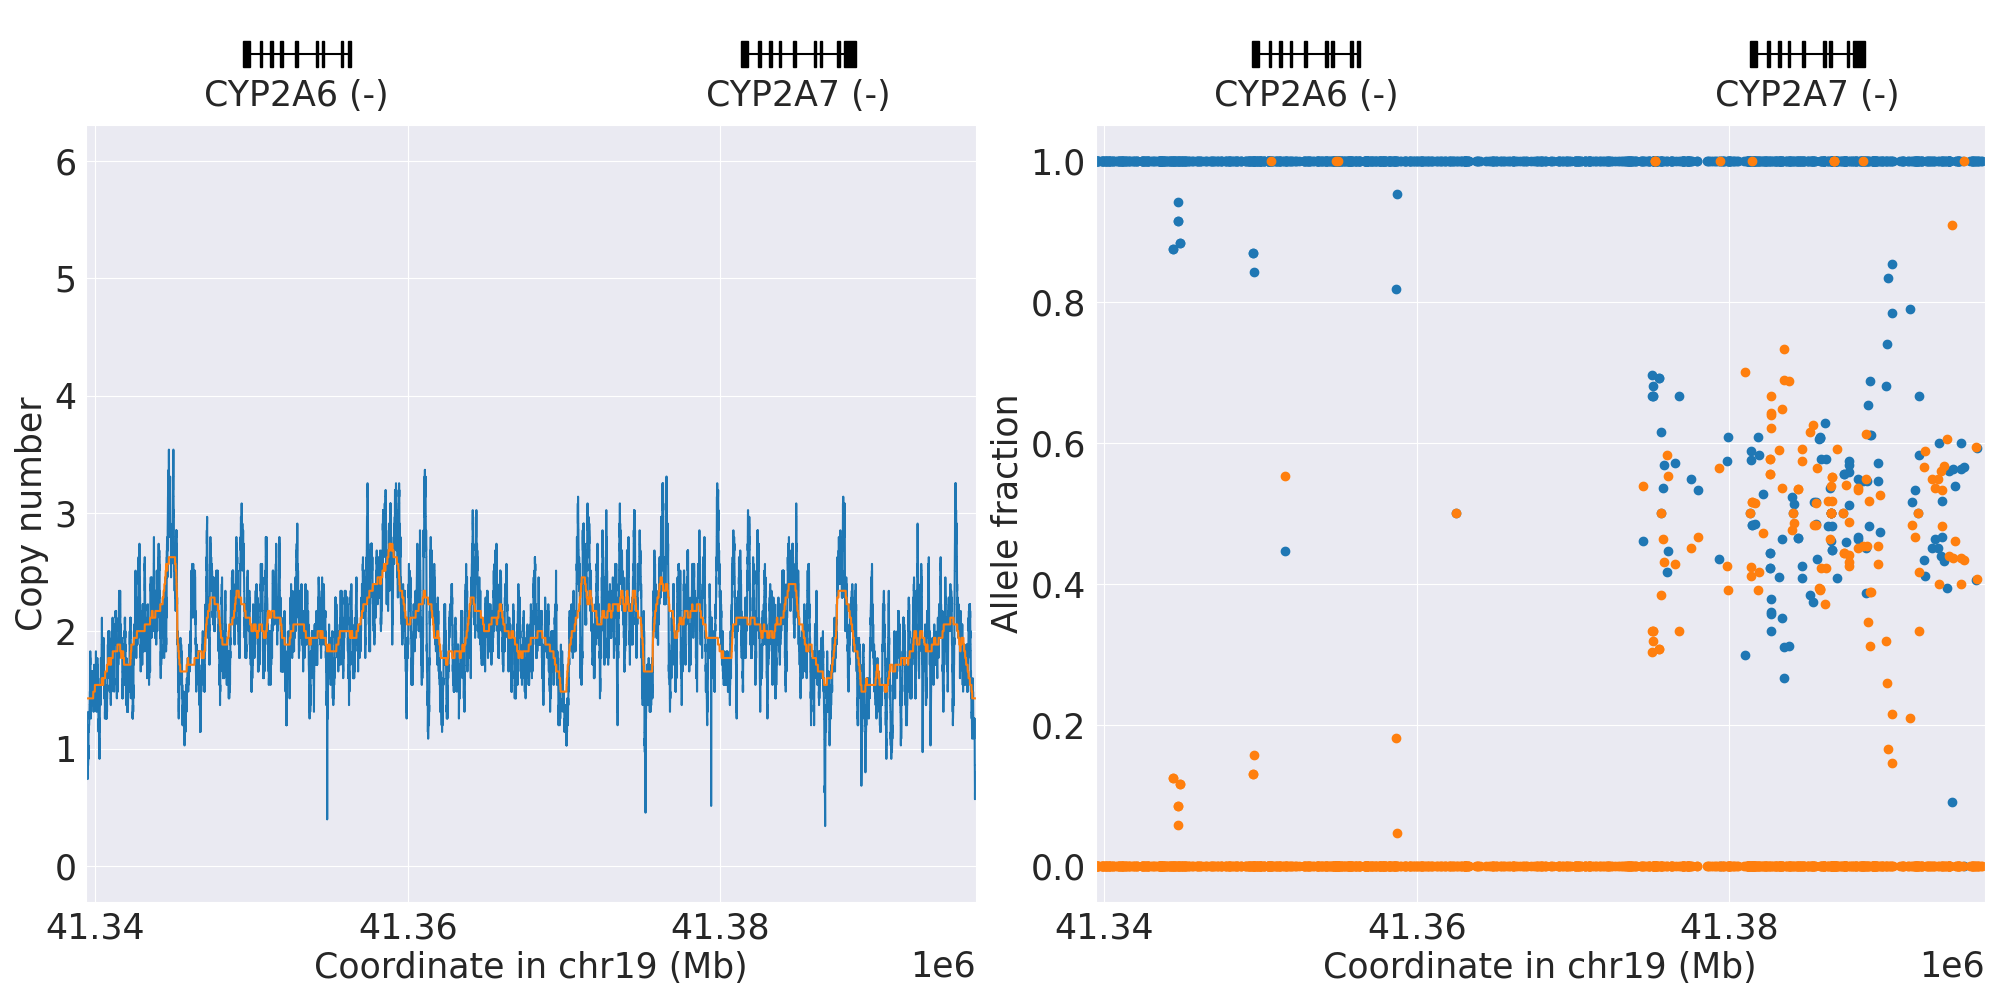 CYP2A6 (-)
CYP2A7 (-)
CYP2A6 (-)
CYP2A7 (-)
6
5
4
3
2
1
0
Copy number
41.34
41.36
41.38
Coordinate in chr19 (Mb)
1e6
1.0
0.8
0.6
0.4
0.2
0.0
Allele fraction
41.34
41.36
41.38
Coordinate in chr19 (Mb)
1e6